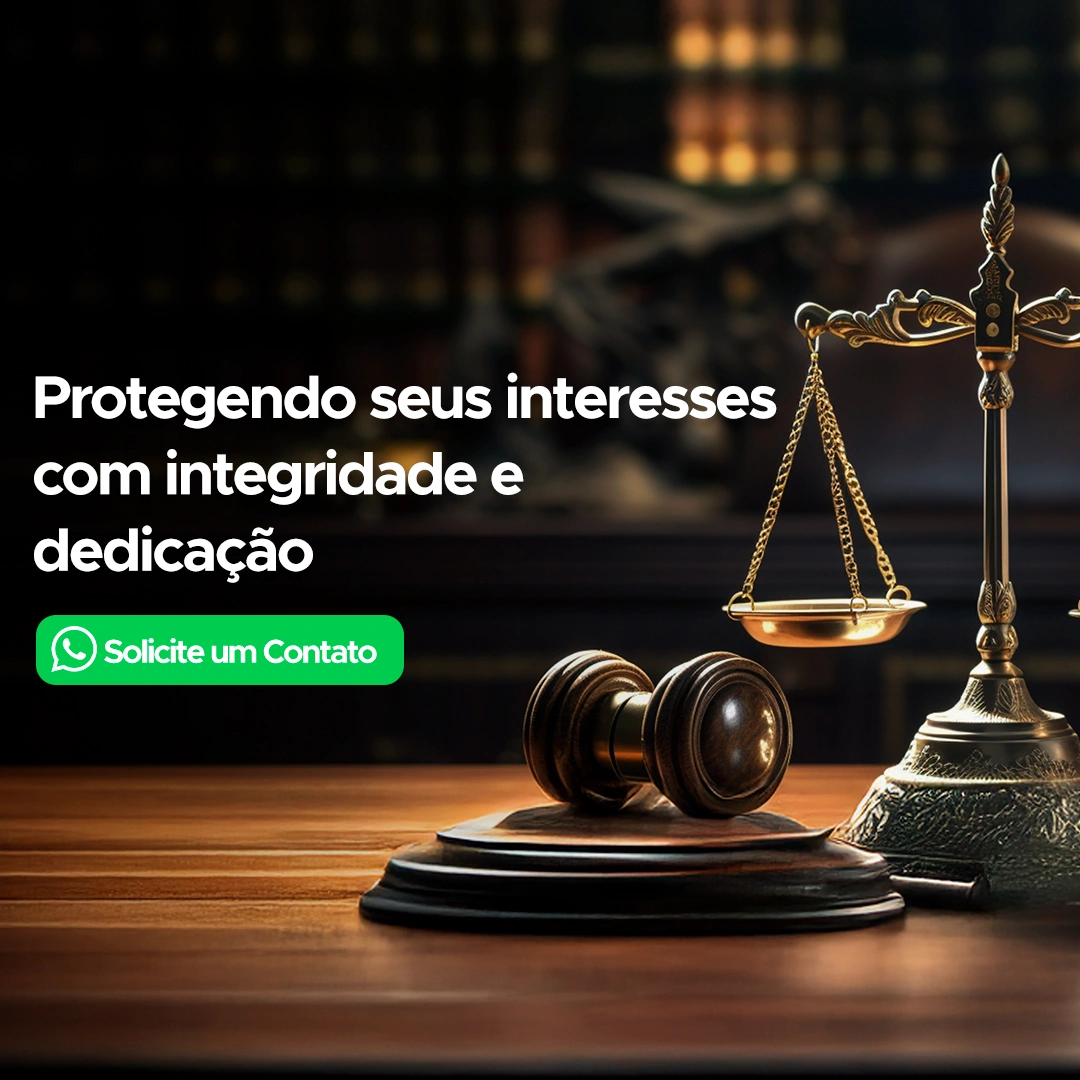 Protegendo seus interesses
com integridade e
dedicação
Solicite um Contato